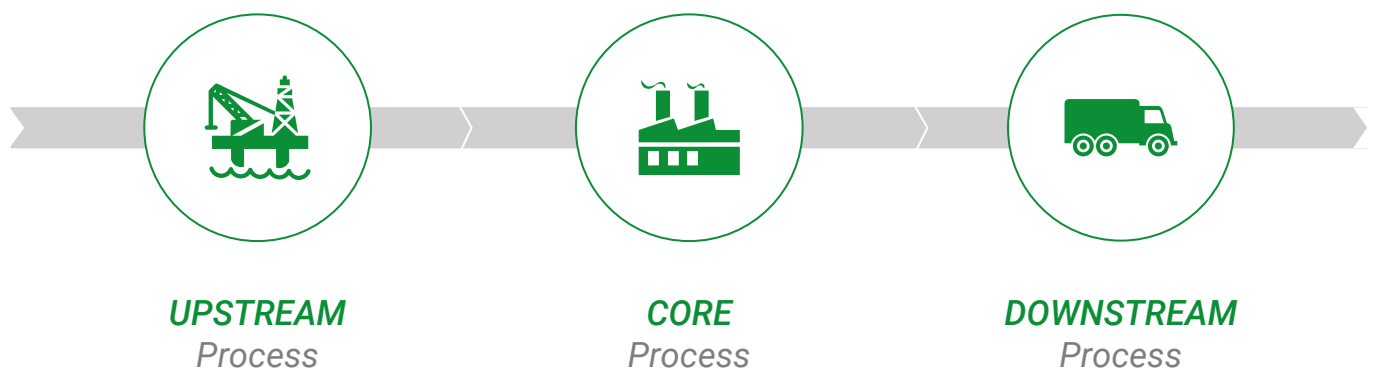 UPSTREAM
Process
CORE
Process
DOWNSTREAM
Process